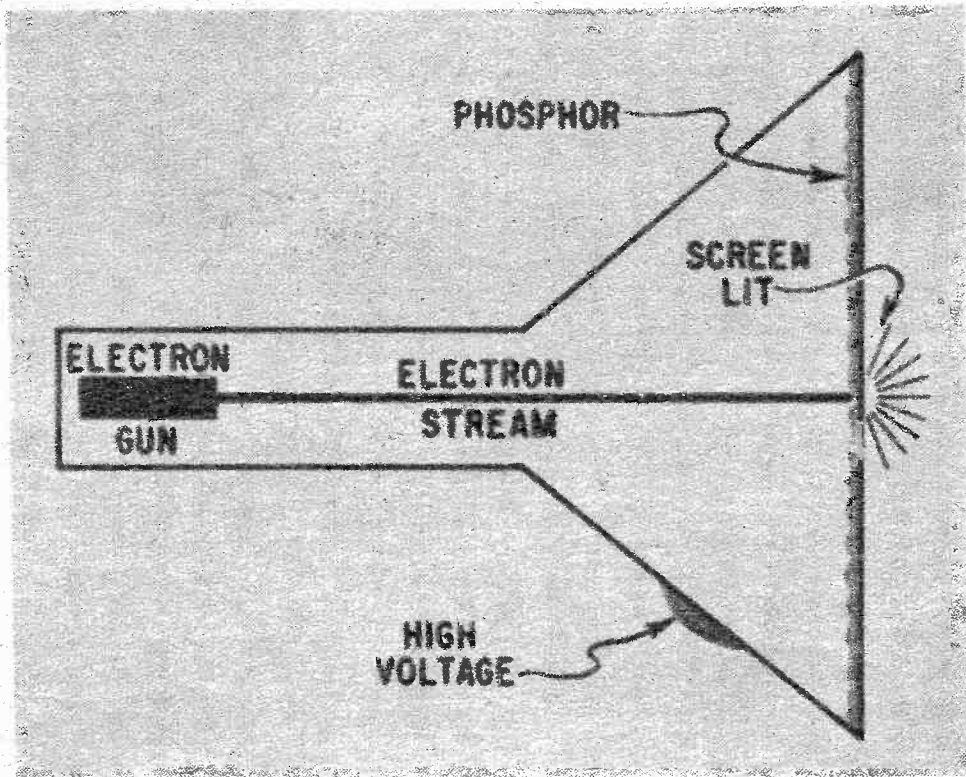 PHOSPHOR
SCREEN
LIT
ELECTRON
GUN
ELECTRON
STREAM
HIGH
VOLTAGE